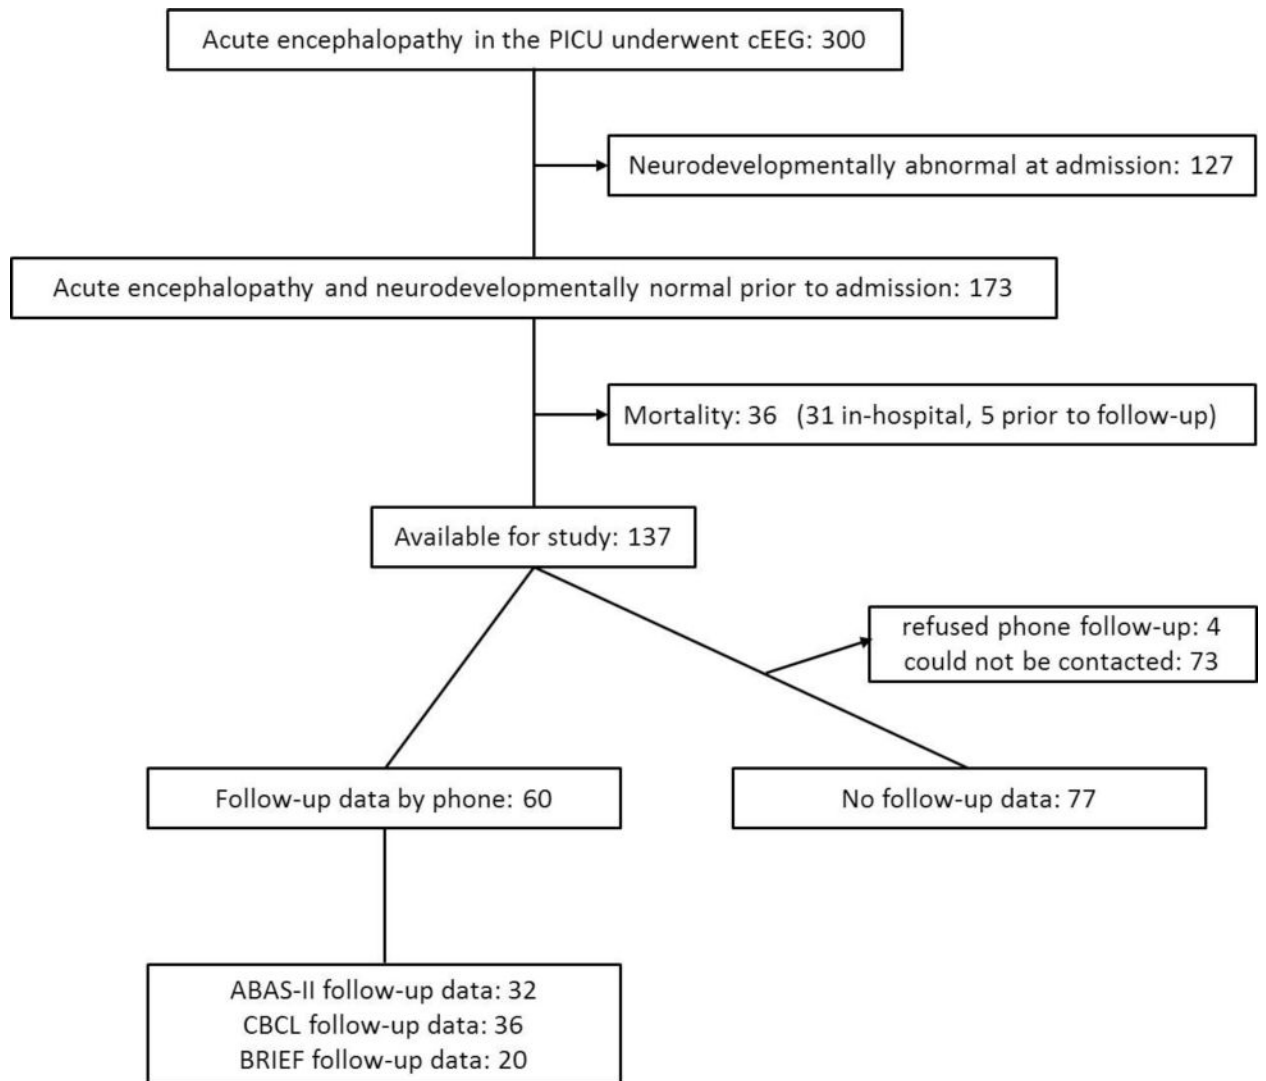 Acute encephalopathy in the PICU underwent cEEG: 300
Neurodevelopmentally abnormal at admission: 127
Acute encephalopathy and neurodevelopmentally normal prior to admission: 173
Mortality: 36 (31 in-hospital, 5 prior to follow-up)
Available for study: 137
refused phone follow-up: 4
could not be contacted: 73
Follow-up data by phone: 60
No follow-up data: 77
ABAS-II follow-up data: 32
CBCL follow-up data: 36
BRIEF follow-up data: 20